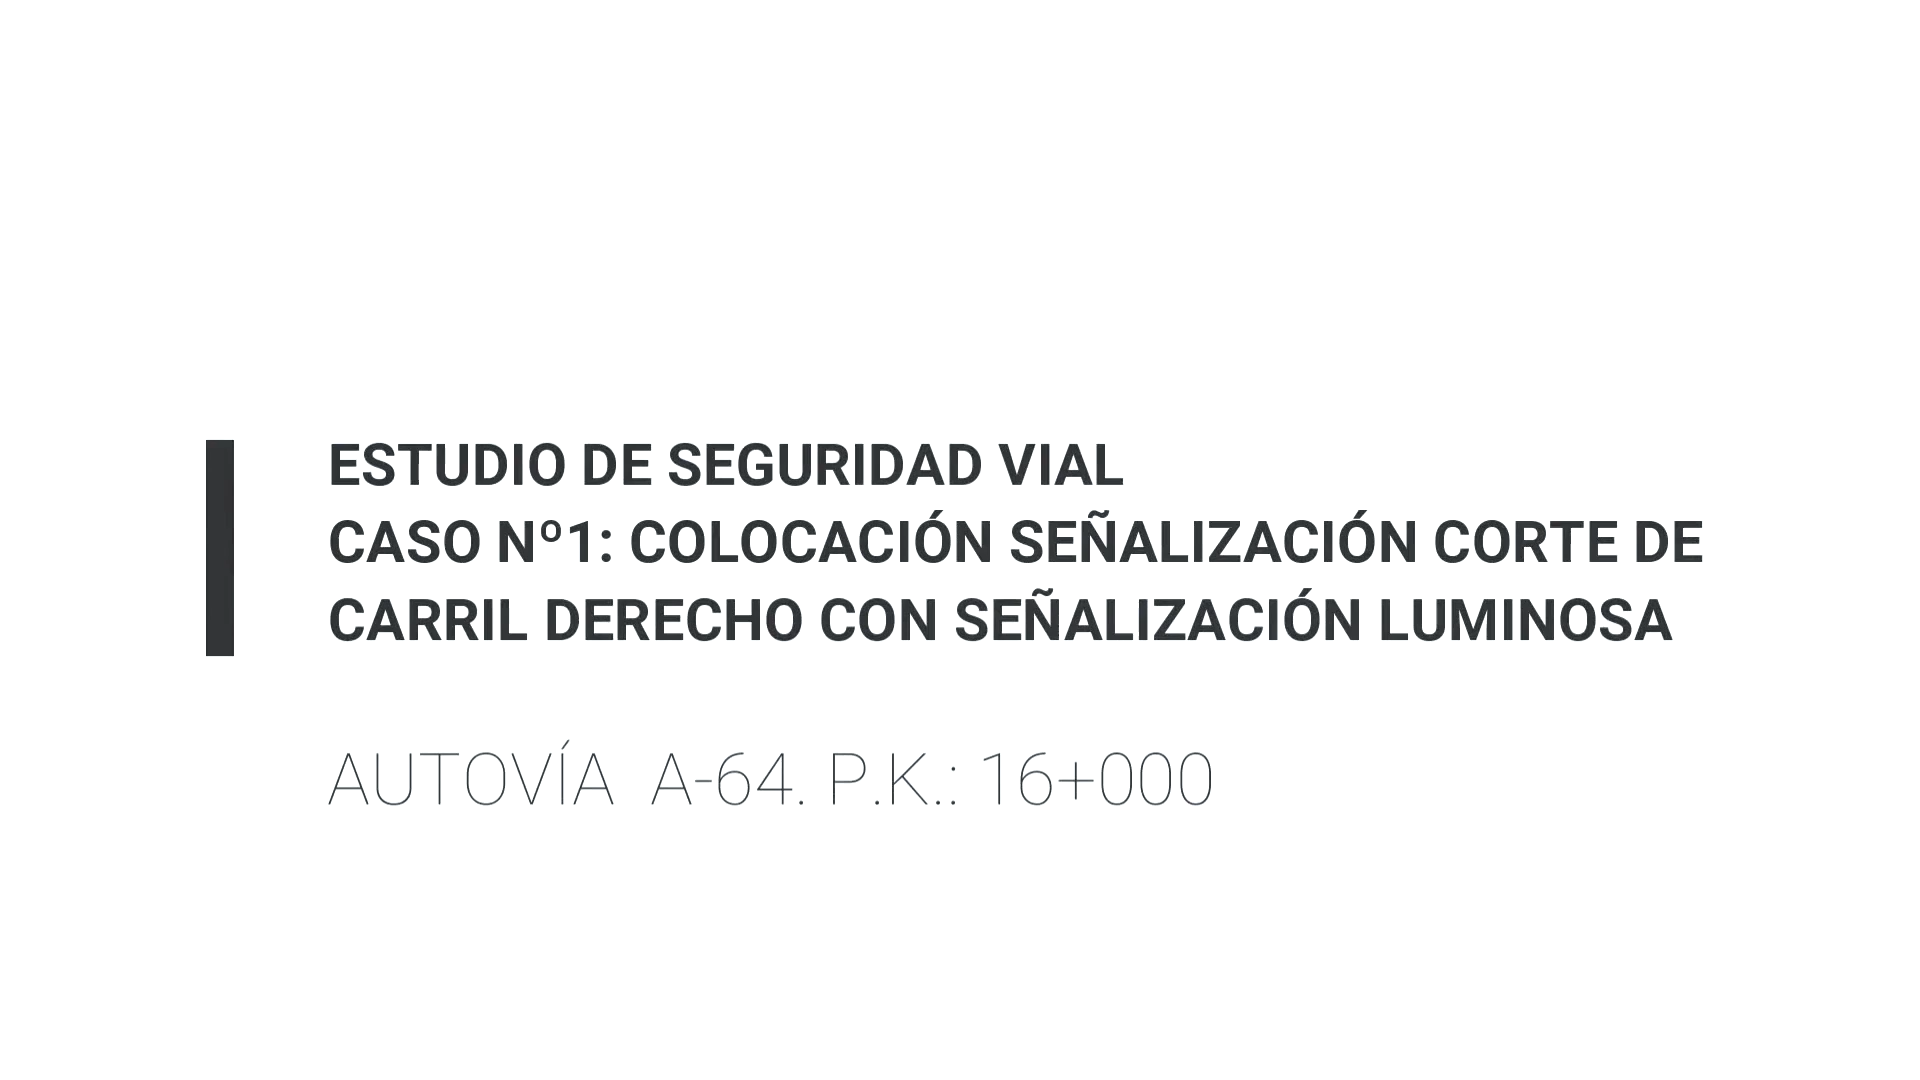 ESTUDIO DE SEGURIDAD VIAL
CASO Nº1: COLOCACIÓN SEÑALIZACIÓN CORTE DE
CARRIL DERECHO CON SEÑALIZACIÓN LUMINOSA
AUTOVÍA A-64. P.K.: 16+000